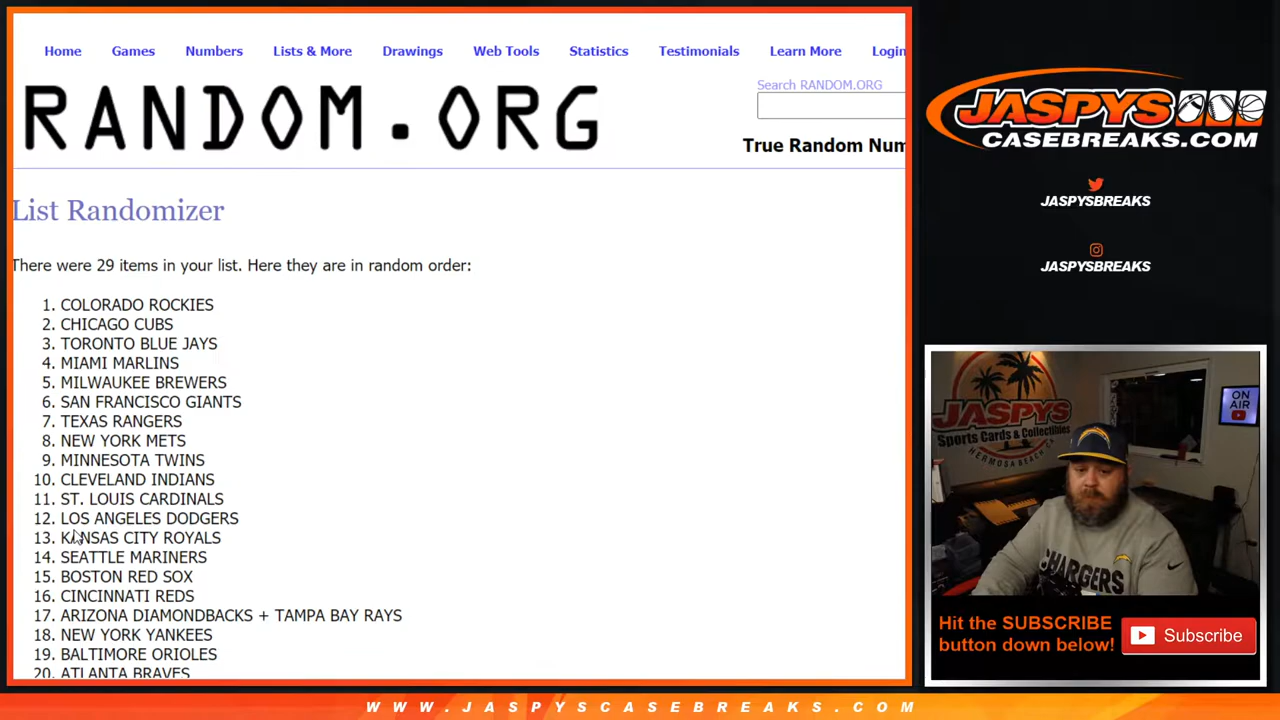 Home Games Numbers Lists & More Drawings Web Tools Statistics Testimonials Learn More Login
Search RANDOM.ORG
RANDOM.ORG
True Random Num
List Randomizer
There were 29 items in your list. Here they are in random order:
1. COLORADO ROCKIES
2. CHICAGO CUBS
3. TORONTO BLUE JAYS
4. MIAMI MARLINS
5. MILWAUKEE BREWERS
6. SAN FRANCISCO GIANTS
7. TEXAS RANGERS
8. NEW YORK METS
9. MINNESOTA TWINS
10. CLEVELAND INDIANS
11. ST. LOUIS CARDINALS
12. LOS ANGELES DODGERS
13. KANSAS CITY ROYALS
14. SEATTLE MARINERS
15. BOSTON RED SOX
16. CINCINNATI REDS
17. ARIZONA DIAMONDBACKS + TAMPA BAY RAYS
18. NEW YORK YANKEES
19. BALTIMORE ORIOLES
20. ATLANTA BRAVES
JASPYS
CASEBREAKS.COM
JASPYSBREAKS
JASPYSBREAKS
JASPYS
Sports Cards & Collectibles
HERMOSA BEACH, CA
ON AIR
CHARGERS
Hit the SUBSCRIBE
button down below!
Subscribe
WWW.JASPYSCASEBREAKS.COM